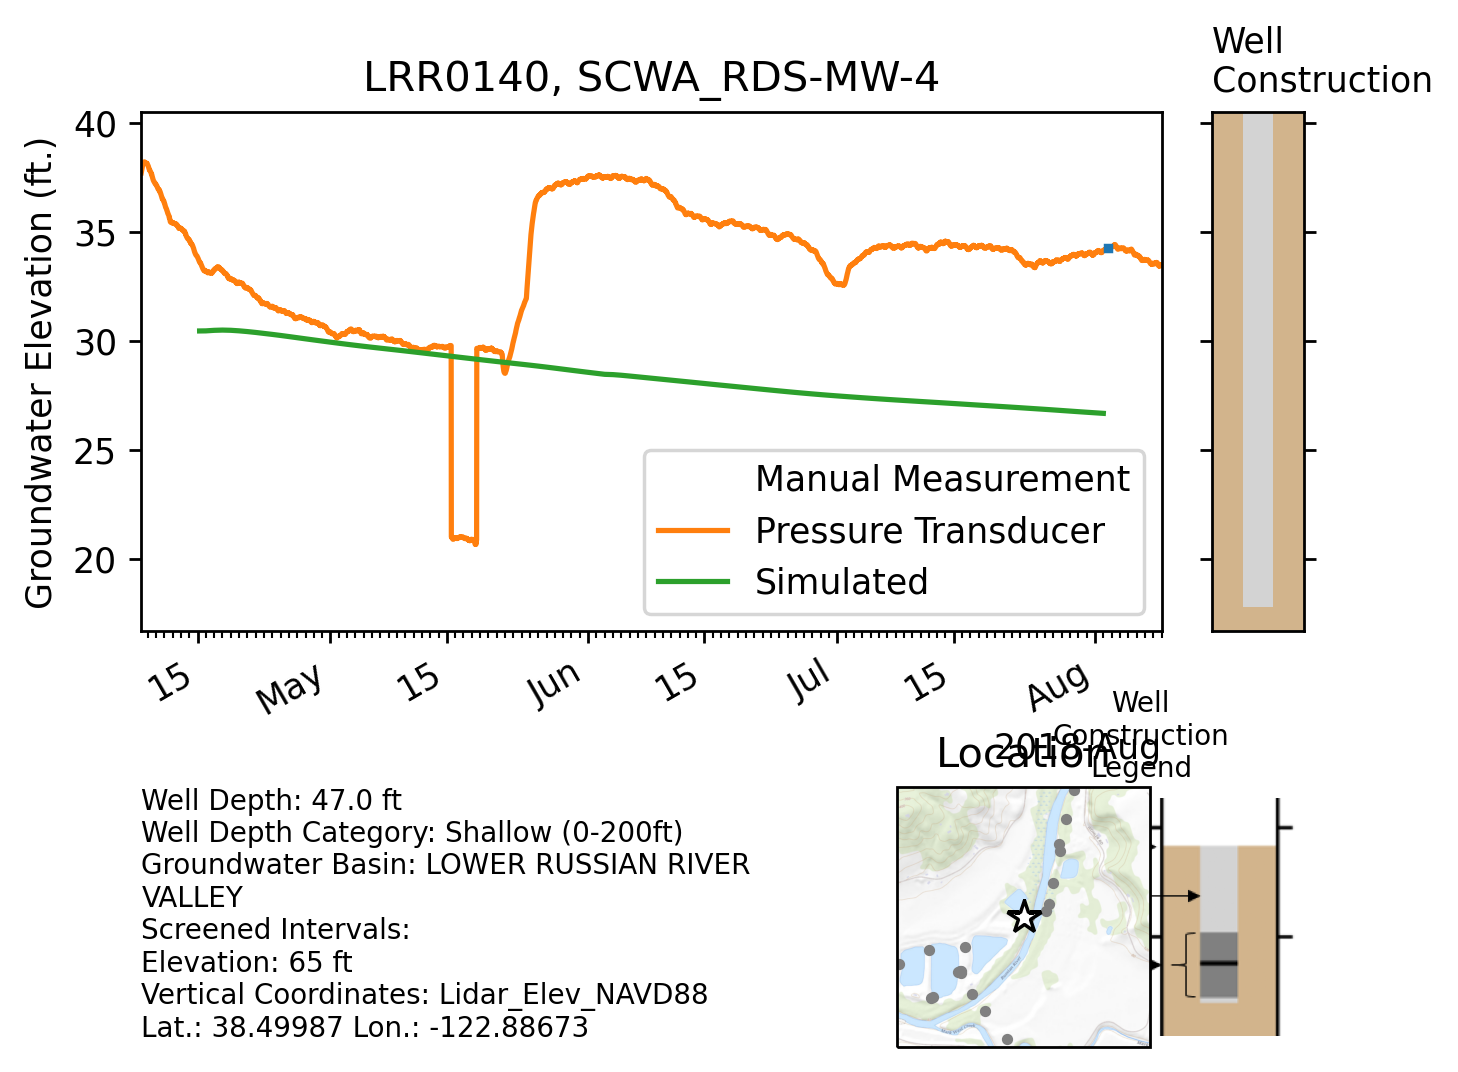 Well
Construction
LRR0140, SCWA_RDS-MW-4
Groundwater Elevation (ft.)
40
35
30
25
20
Manual Measurement
Pressure Transducer
Simulated
15
May
15
Jun
15
Jul
15
Aug
2018-Aug
Location
Well
Construction
Legend
Well Depth: 47.0 ft
Well Depth Category: Shallow (0-200ft)
Groundwater Basin: LOWER RUSSIAN RIVER
VALLEY
Screened Intervals:
Elevation: 65 ft
Vertical Coordinates: Lidar_Elev_NAVD88
Lat.: 38.49987 Lon.: -122.88673